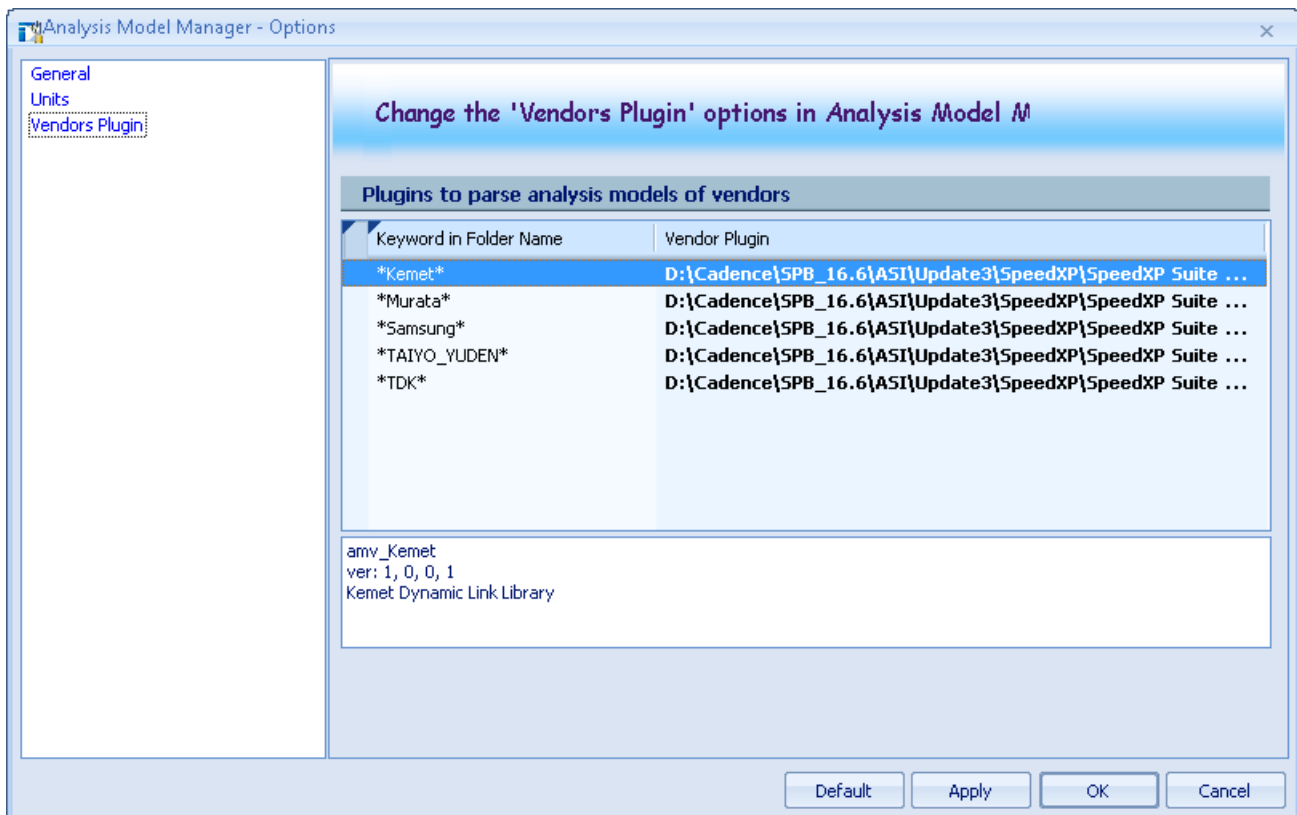 Analysis Model Manager - Options
General
Units
Vendors Plugin
Change the 'Vendors Plugin' options in Analysis Model M
Plugins to parse analysis models of vendors
Keyword in Folder Name Vendor Plugin
*Kemet* D:\Cadence\SPB_16.6\ASI\Update3\SpeedXP\SpeedXP Suite ...
*Murata* D:\Cadence\SPB_16.6\ASI\Update3\SpeedXP\SpeedXP Suite ...
*Samsung* D:\Cadence\SPB_16.6\ASI\Update3\SpeedXP\SpeedXP Suite ...
*TAIYO_YUDEN* D:\Cadence\SPB_16.6\ASI\Update3\SpeedXP\SpeedXP Suite ...
*TDK* D:\Cadence\SPB_16.6\ASI\Update3\SpeedXP\SpeedXP Suite ...
amv_Kemet
ver: 1, 0, 0, 1
Kemet Dynamic Link Library
Default Apply OK Cancel